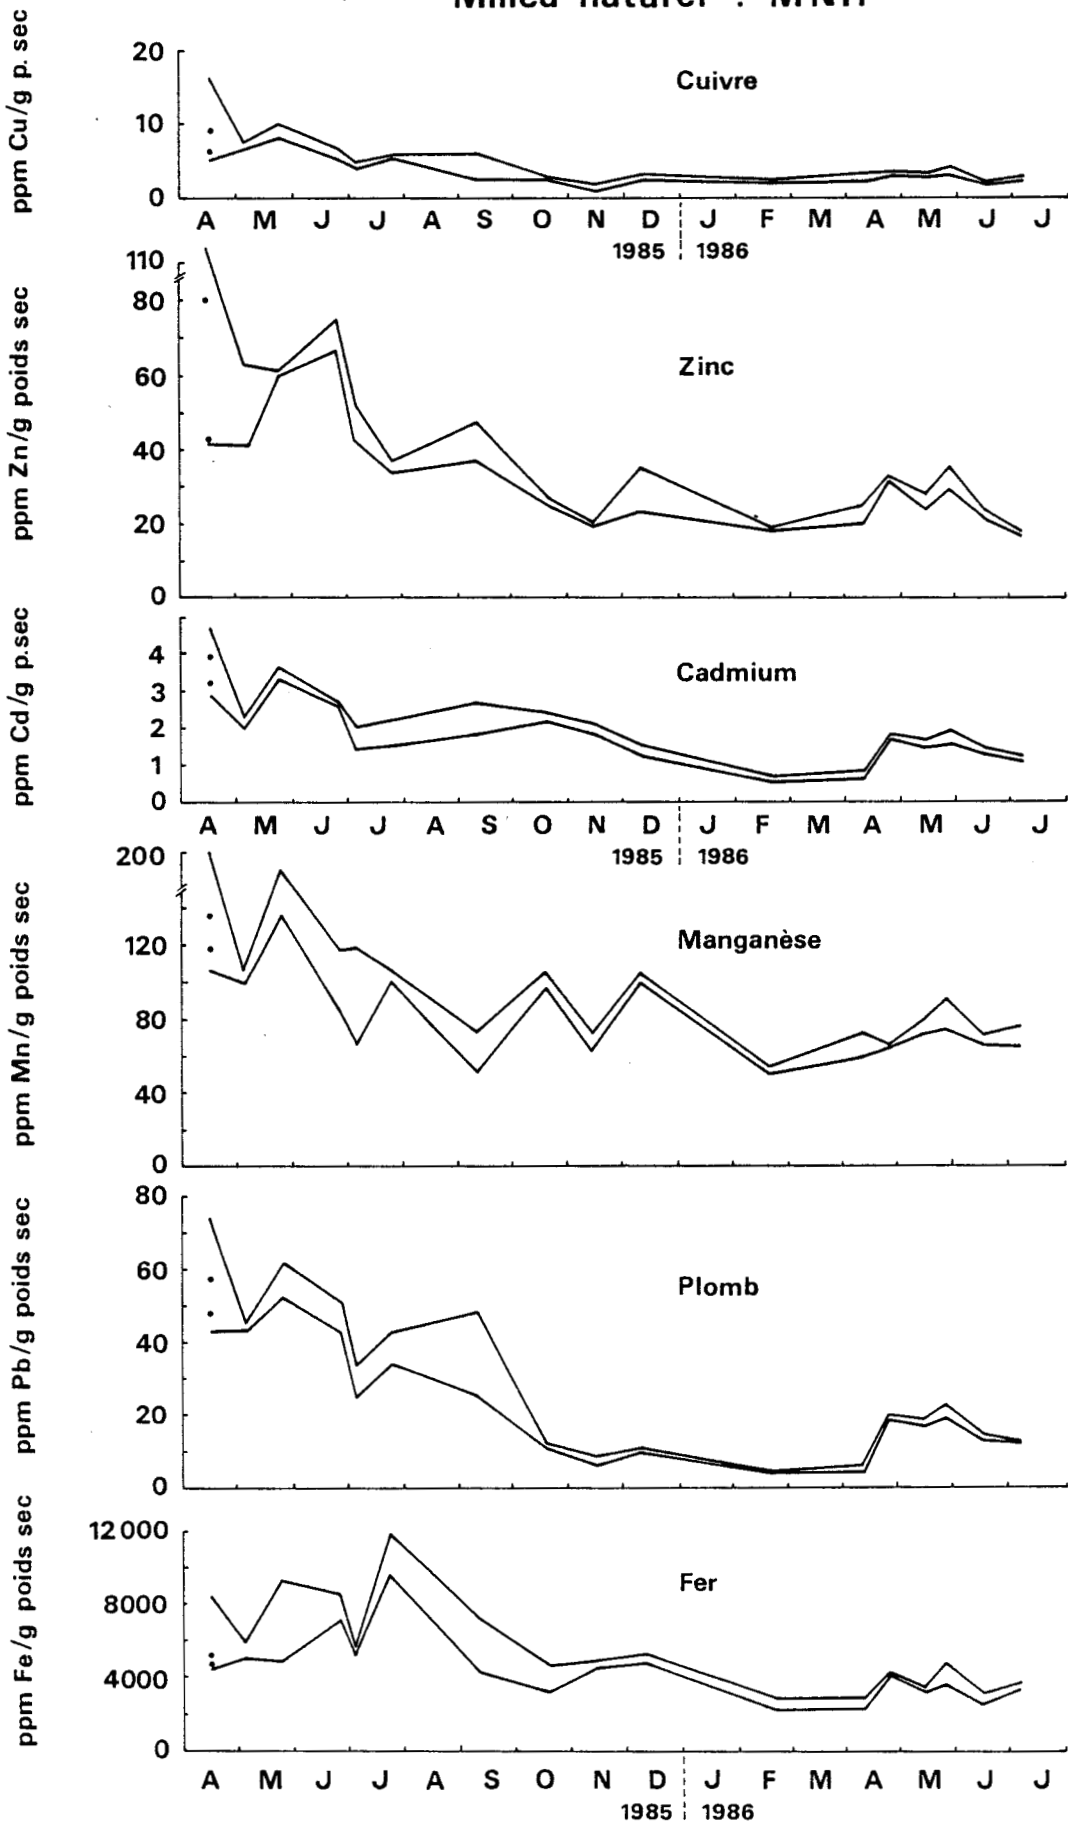 ppm Cu/g p. sec
20
10
0
Cuivre
A M J J A S O N D J F M A M J J
1985 1986
ppm Zn/g poids sec
110
80
60
40
20
0
Zinc
ppm Cd/g p.sec
4
3
2
1
0
Cadmium
A M J J A S O N D J F M A M J J
1985 1986
ppm Mn/g poids sec
200
120
80
40
0
Manganèse
ppm Pb/g poids sec
80
60
40
20
0
Plomb
ppm Fe/g poids sec
12 000
8000
4000
0
Fer
A M J J A S O N D J F M A M J J
1985 1986